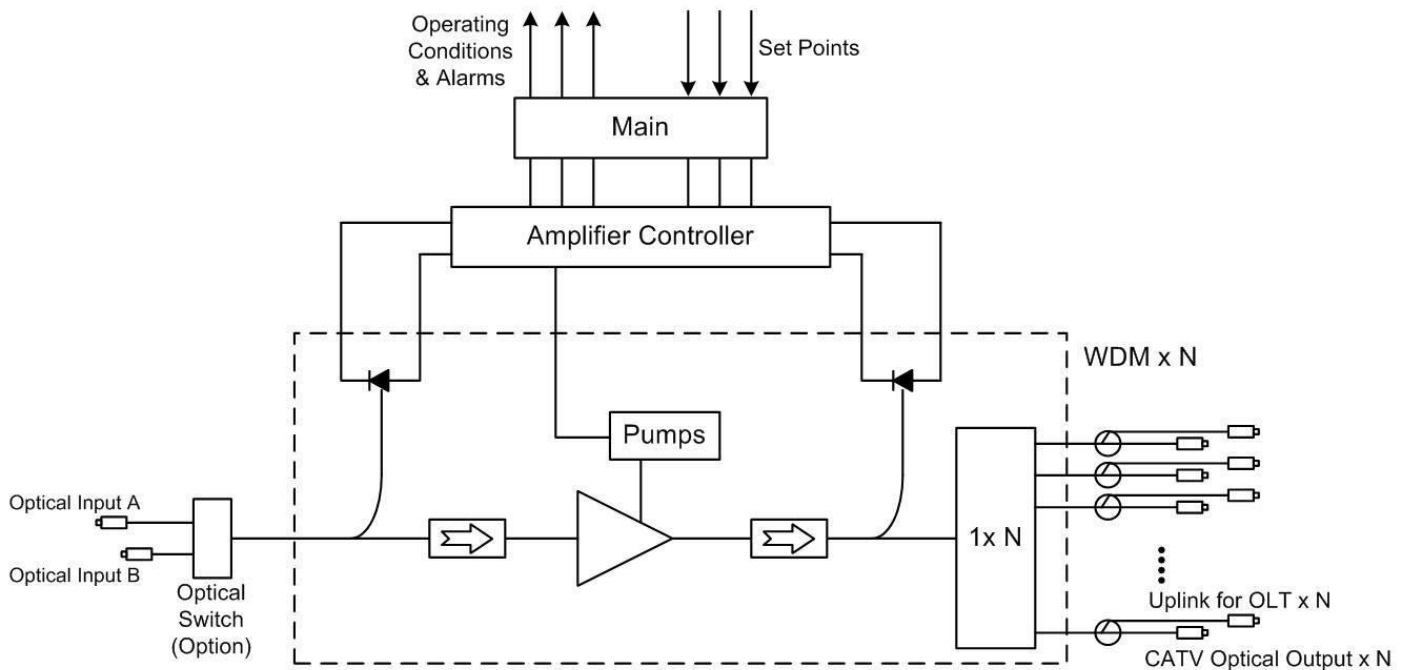 Operating
Conditions
& Alarms
Set Points
Main
Amplifier Controller
WDM x N
Pumps
Optical Input A
Optical Input B
Optical
Switch
(Option)
1x N
Uplink for OLT x N
CATV Optical Output x N